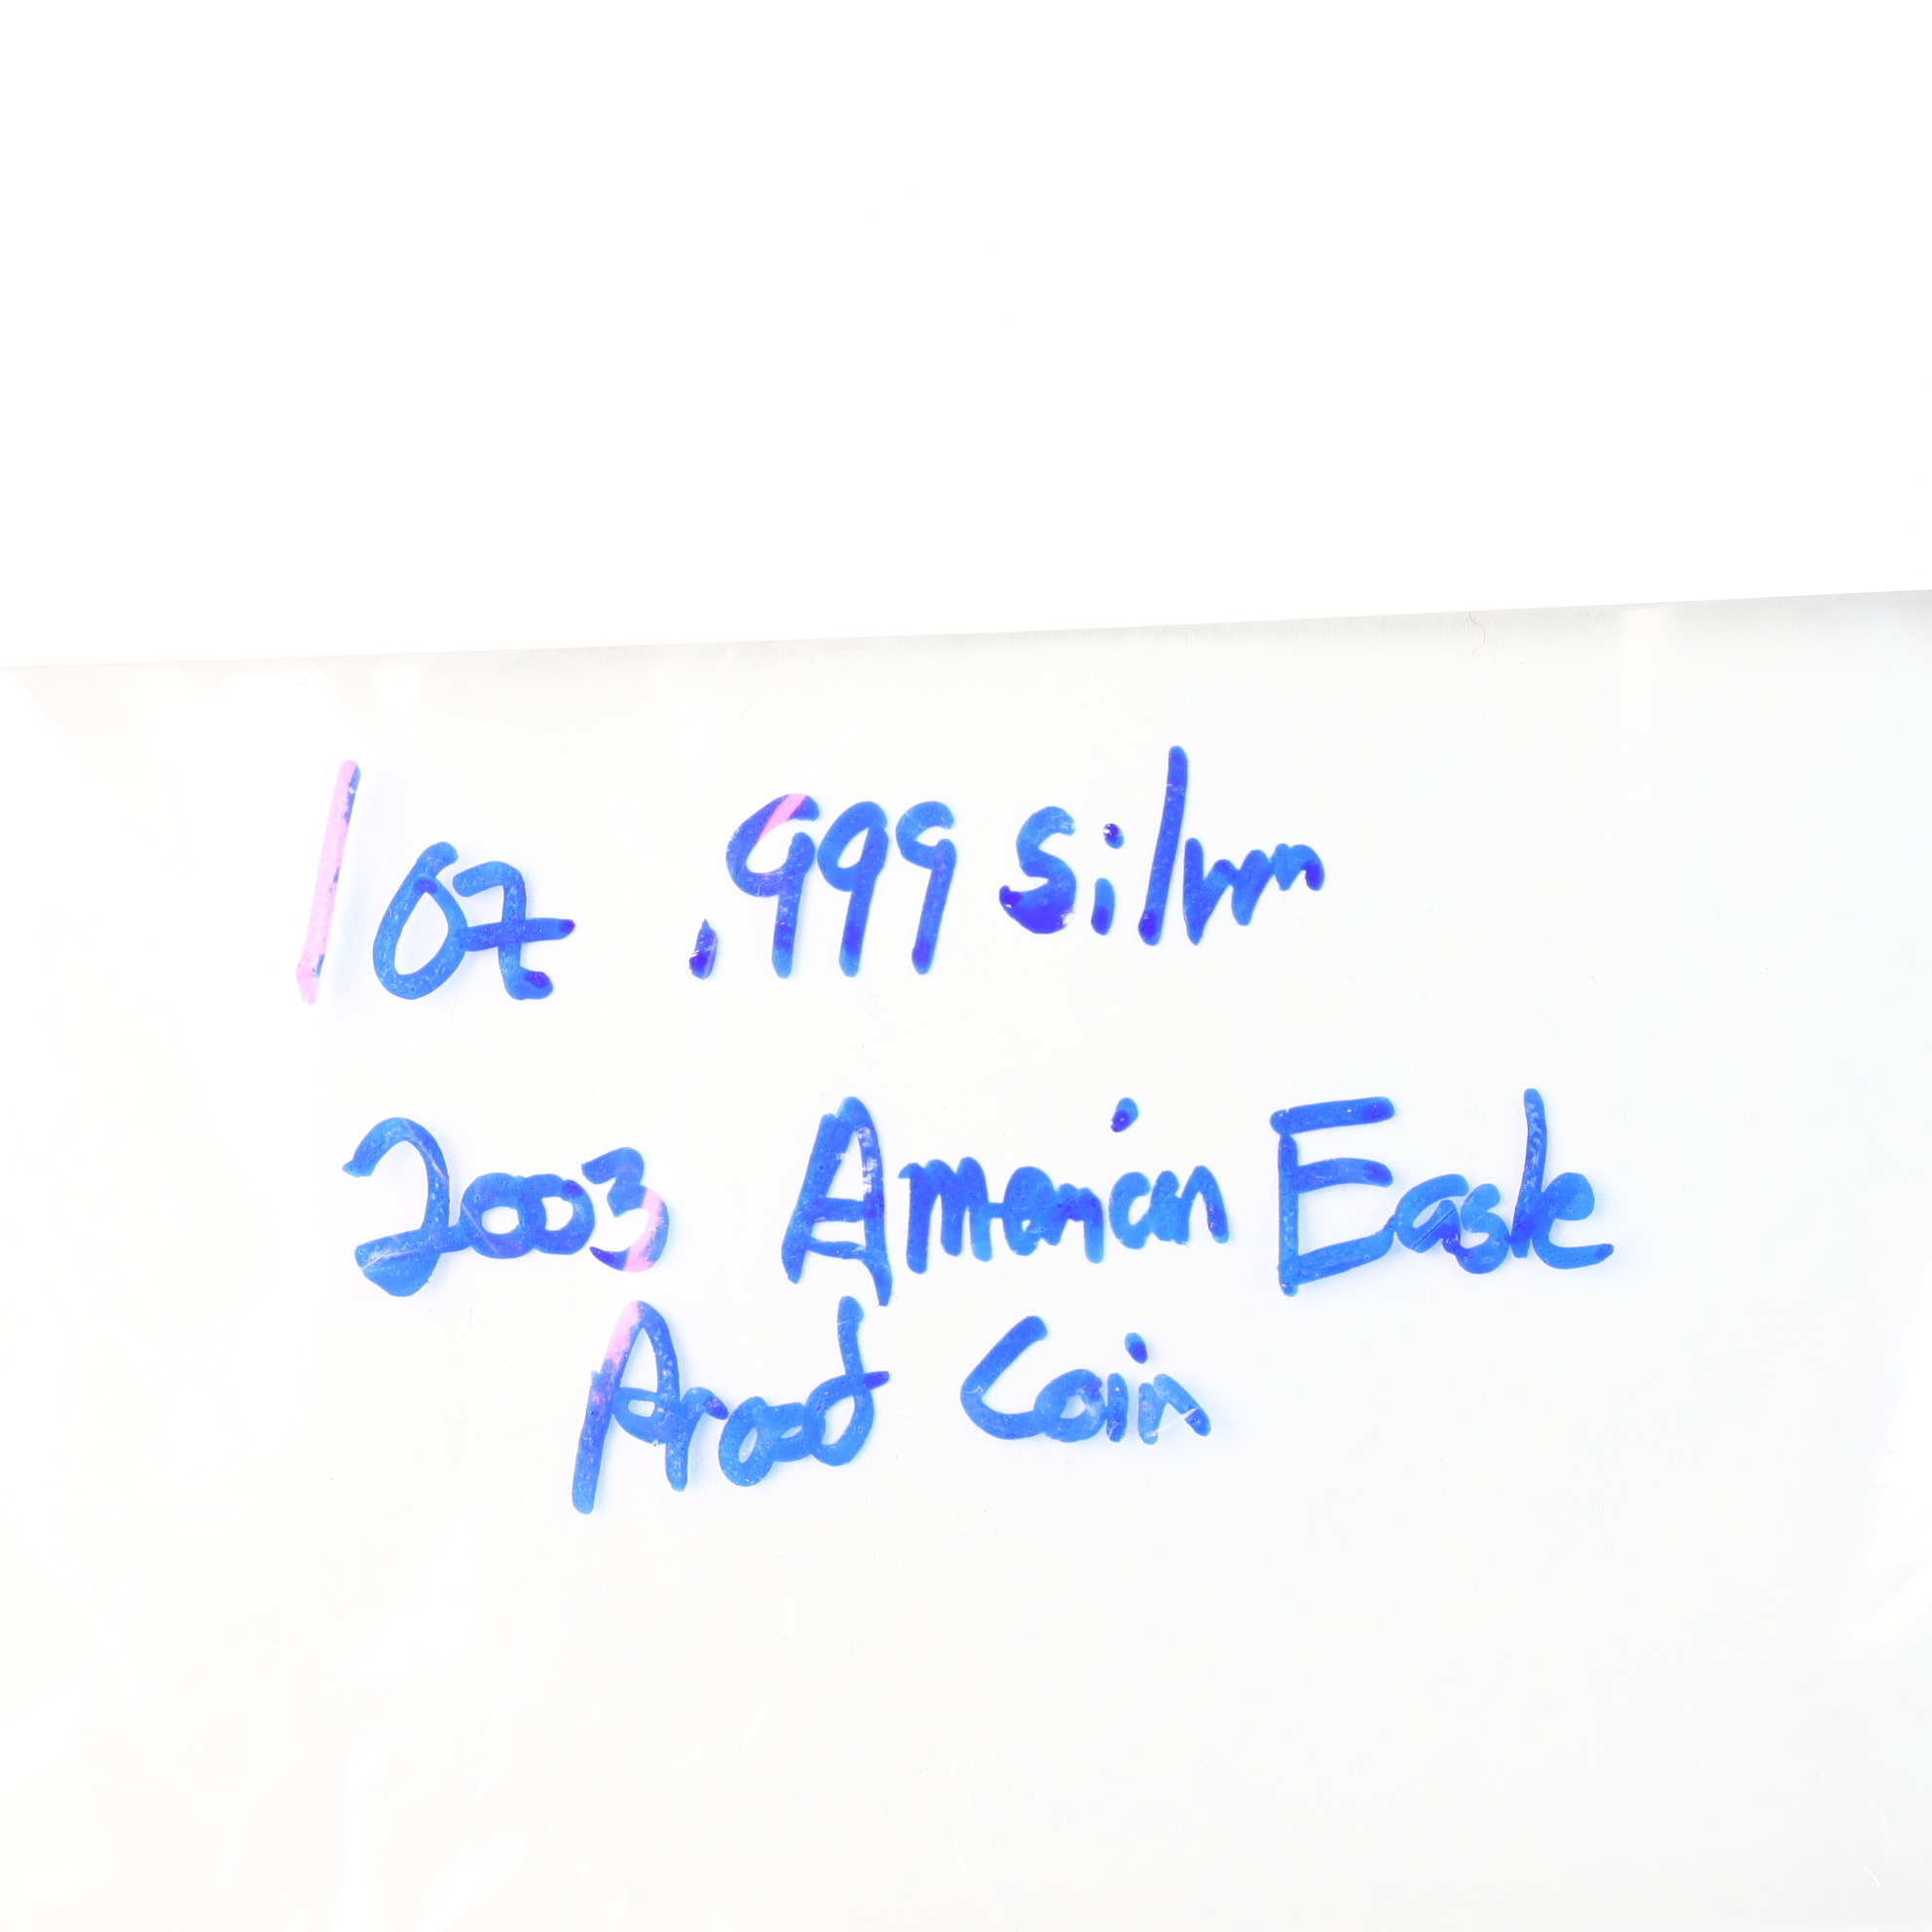 1 oz .999 Silver
2003 American Eagle
Proof Coin